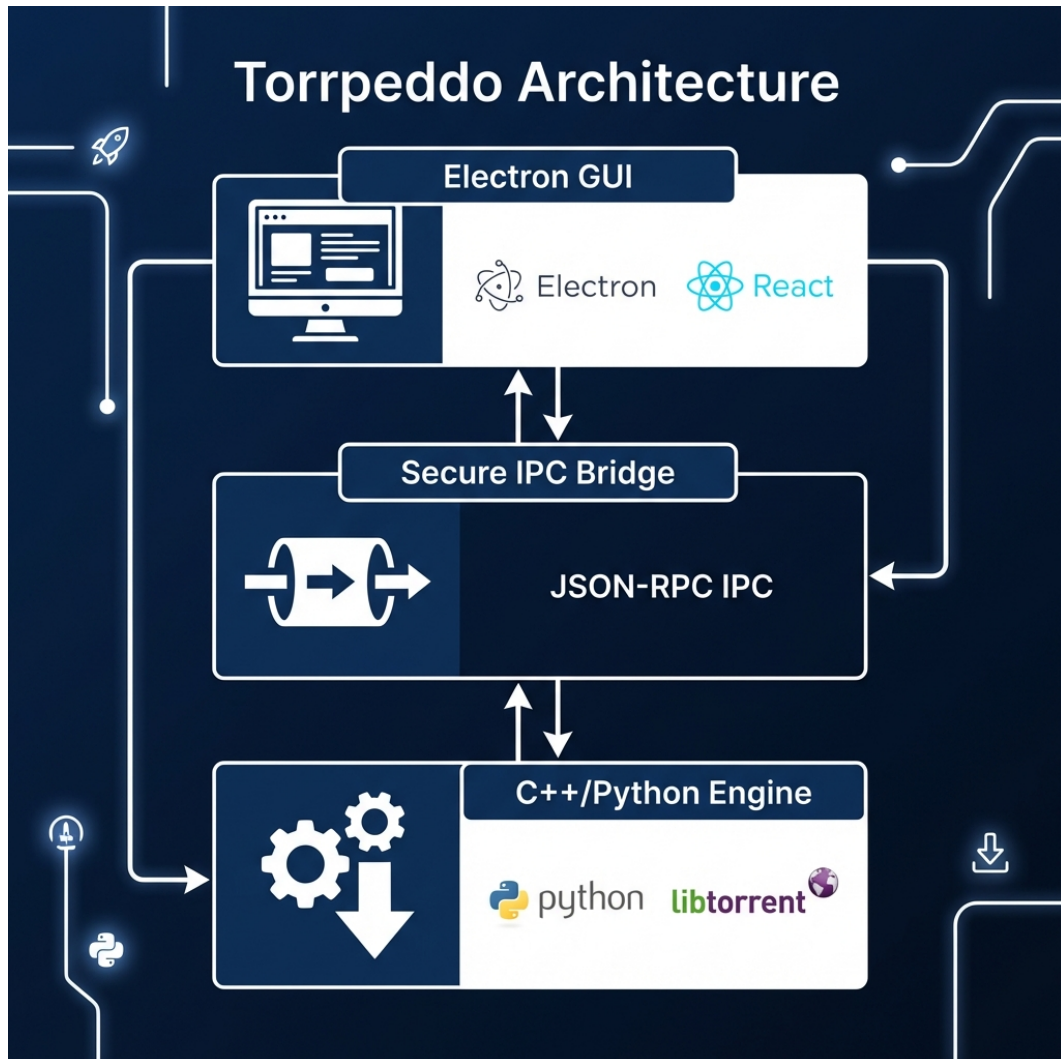 Torrpeddo Architecture
Electron GUI
Electron React
Secure IPC Bridge
JSON-RPC IPC
C++/Python Engine
python libtorrent